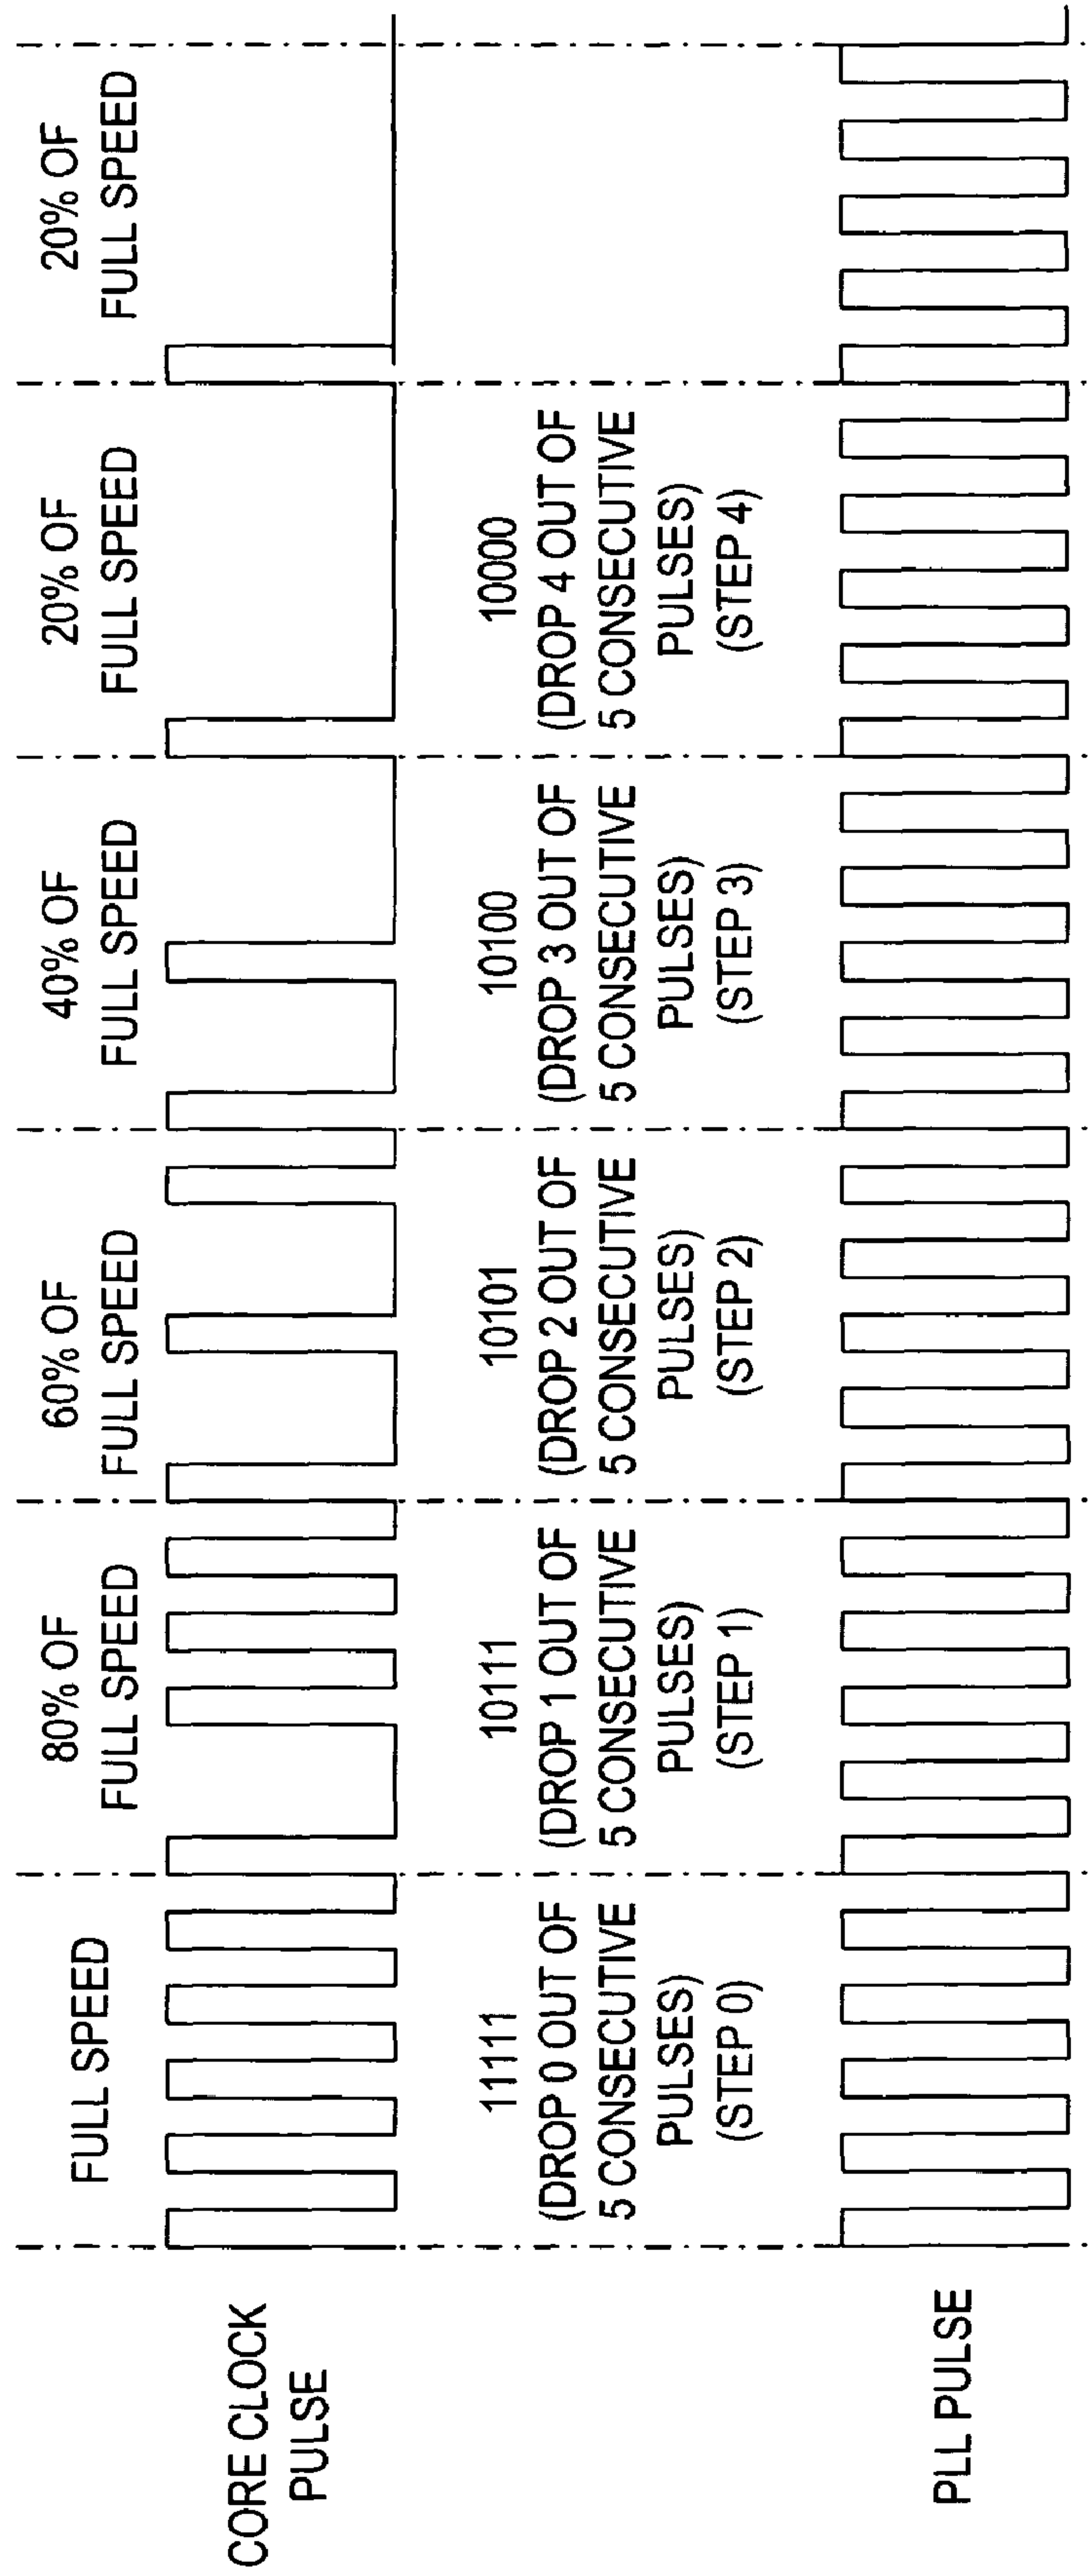 CORE CLOCK
PULSE
FULL SPEED
80% OF
FULL SPEED
60% OF
FULL SPEED
40% OF
FULL SPEED
20% OF
FULL SPEED
20% OF
FULL SPEED
11111
(DROP 0 OUT OF
5 CONSECUTIVE
PULSES)
(STEP 0)
10111
(DROP 1 OUT OF
5 CONSECUTIVE
PULSES)
(STEP 1)
10101
(DROP 2 OUT OF
5 CONSECUTIVE
PULSES)
(STEP 2)
10100
(DROP 3 OUT OF
5 CONSECUTIVE
PULSES)
(STEP 3)
10000
(DROP 4 OUT OF
5 CONSECUTIVE
PULSES)
(STEP 4)
PLL PULSE